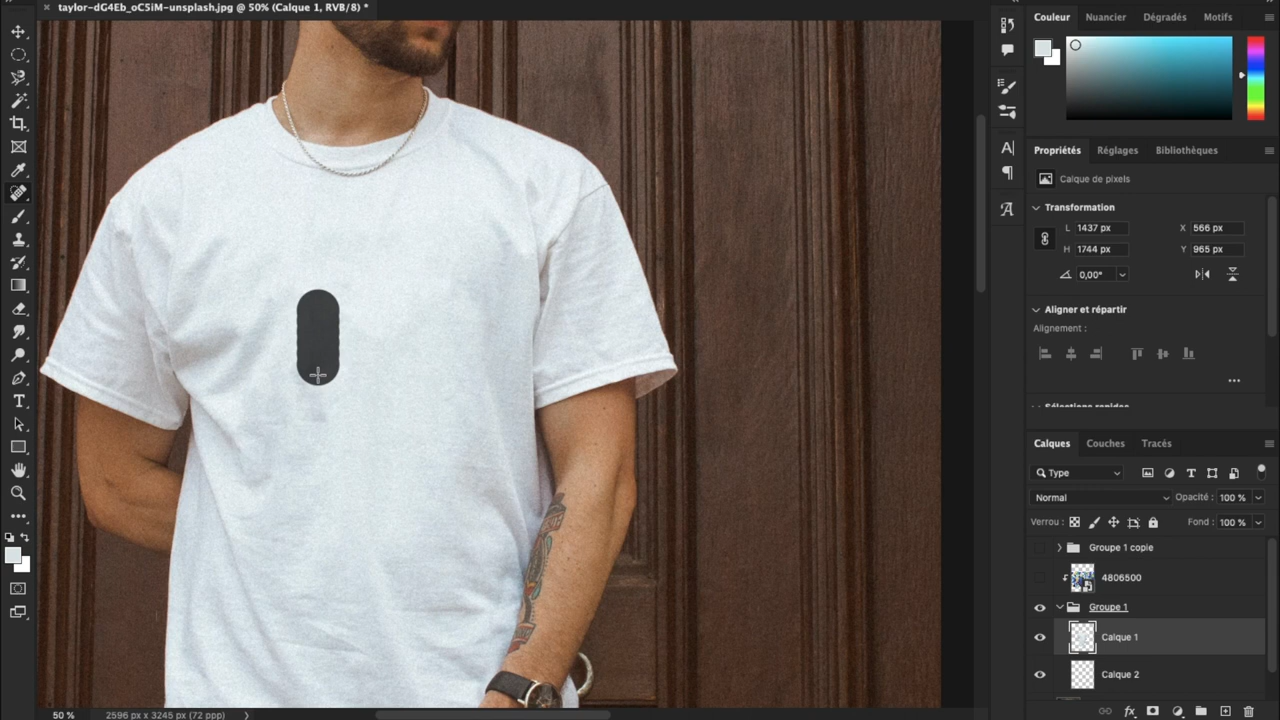 taylor-dG4Eb_oC5iM-unsplash.jpg @ 50% (Calque 1, RVB/8) *
Couleur Nuancier Dégradés Motifs
Propriétés Réglages Bibliothèques
Calque de pixels
Transformation
L 1437 px X 566 px
H 1744 px Y 965 px
0,00°
Aligner et répartir
Alignement :
Calques Couches Tracés
Type
Normal Opacité : 100 %
Verrou : Fond : 100 %
Groupe 1 copie
4806500
Groupe 1
Calque 1
Calque 2
50 % 2596 px x 3245 px (72 ppp)